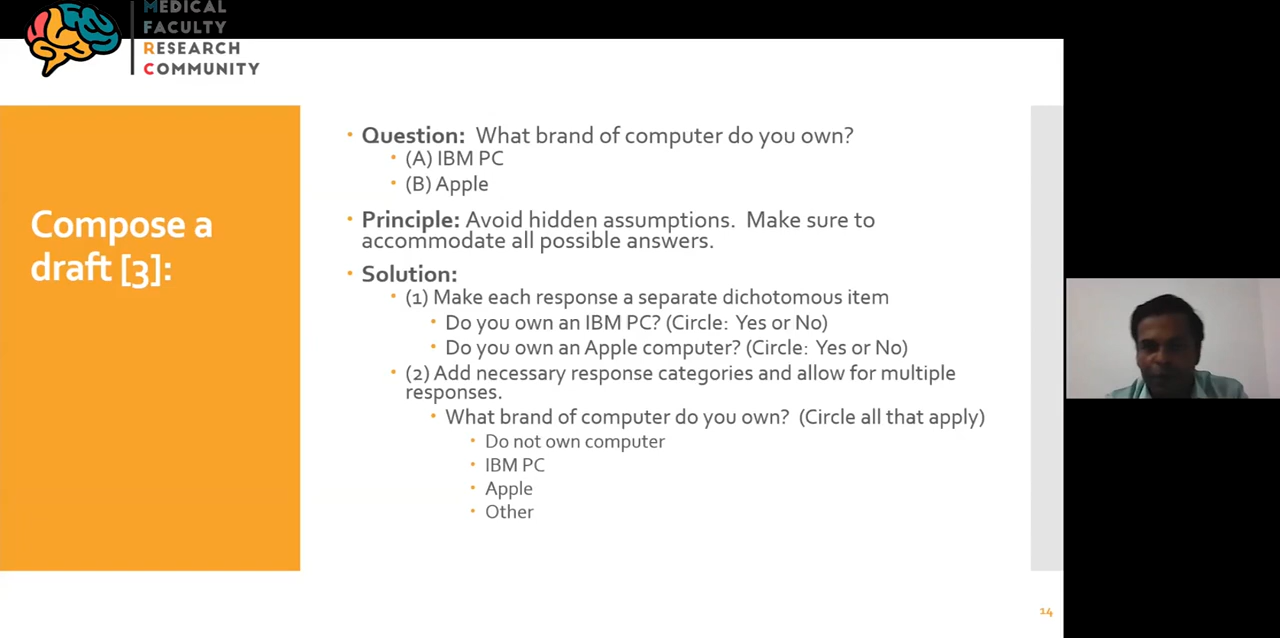 MEDICAL
FACULTY
RESEARCH
COMMUNITY
Compose a
draft [3]:
• Question: What brand of computer do you own?
• (A) IBM PC
• (B) Apple
• Principle: Avoid hidden assumptions. Make sure to
accommodate all possible answers.
• Solution:
• (1) Make each response a separate dichotomous item
• Do you own an IBM PC? (Circle: Yes or No)
• Do you own an Apple computer? (Circle: Yes or No)
• (2) Add necessary response categories and allow for multiple
responses.
• What brand of computer do you own? (Circle all that apply)
• Do not own computer
• IBM PC
• Apple
• Other
14